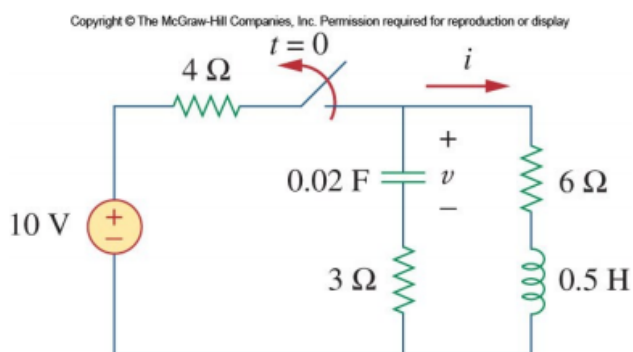 Copyright © The McGraw-Hill Companies, Inc. Permission required for reproduction or display
t = 0
4 Ω
i
+
0.02 F
v
6 Ω
−
10 V
+
−
3 Ω
0.5 H